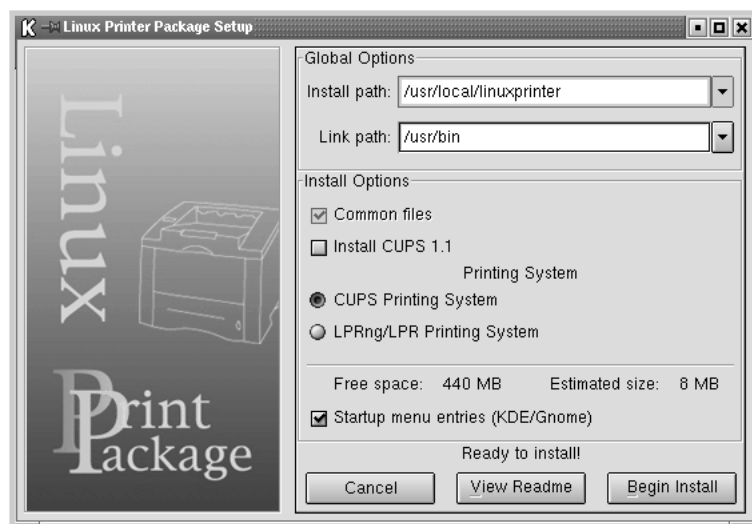 Linux Printer Package Setup
Linux
Print
Package
Global Options
Install path: /usr/local/linuxprinter
Link path: /usr/bin
Install Options
Common files
Install CUPS 1.1
Printing System
CUPS Printing System
LPRng/LPR Printing System
Free space: 440 MB Estimated size: 8 MB
Startup menu entries (KDE/Gnome)
Ready to install!
Cancel View Readme Begin Install